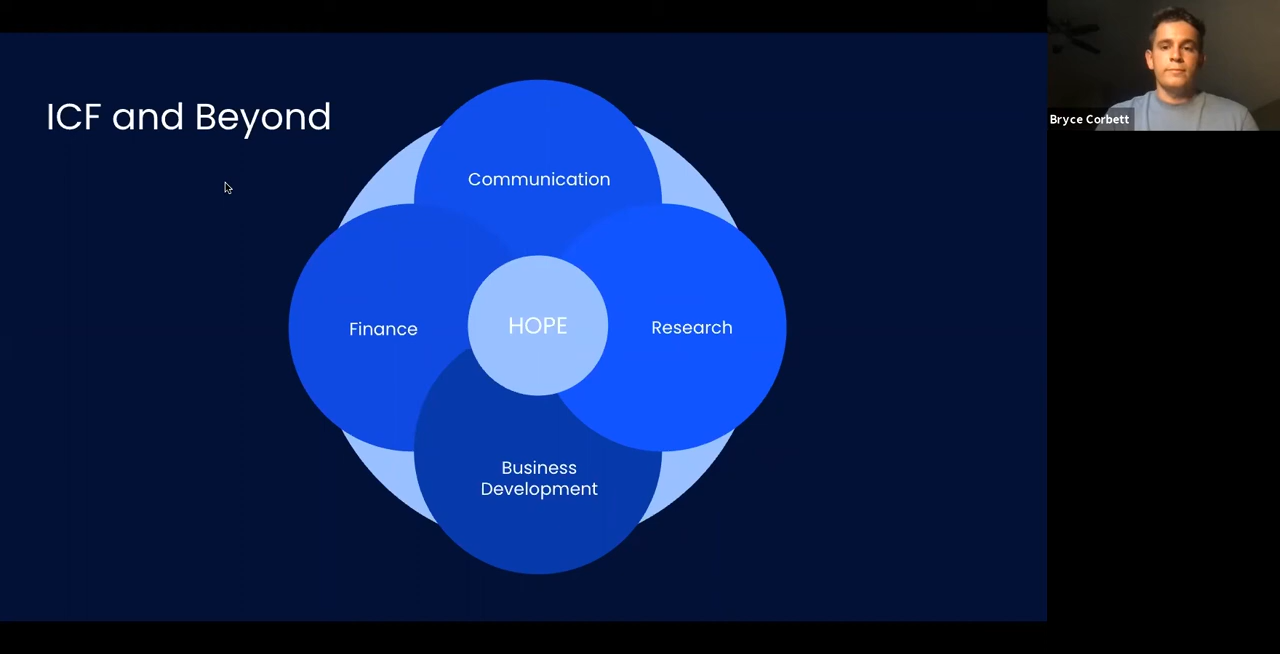 ICF and Beyond
Communication
Finance
HOPE
Research
Business
Development
Bryce Corbett